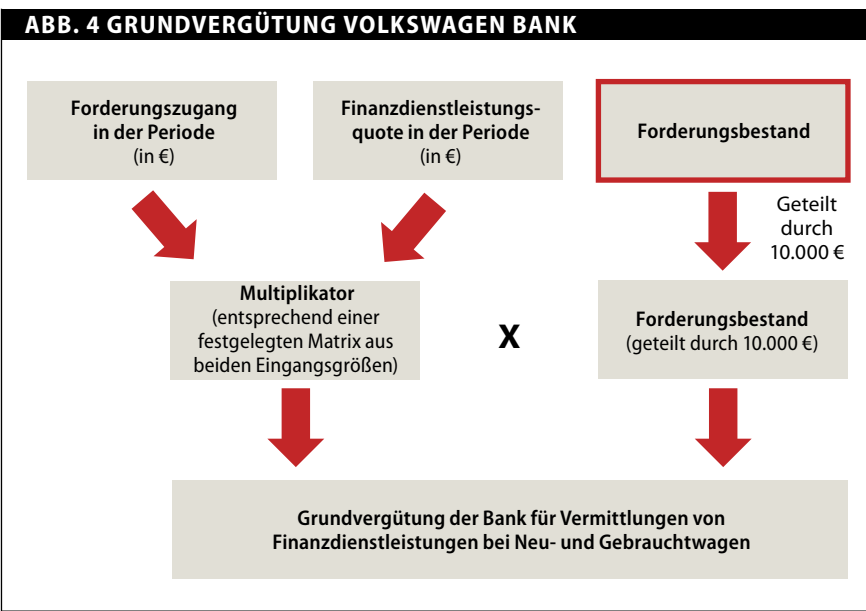 ABB. 4 GRUNDVERGÜTUNG VOLKSWAGEN BANK
Forderungszugang
in der Periode
(in €)
Finanzdienstleistungs-
quote in der Periode
(in €)
Forderungsbestand
Geteilt
durch
10.000 €
Multiplikator
(entsprechend einer
festgelegten Matrix aus
beiden Eingangsgrößen)
X
Forderungsbestand
(geteilt durch 10.000 €)
Grundvergütung der Bank für Vermittlungen von
Finanzdienstleistungen bei Neu- und Gebrauchtwagen